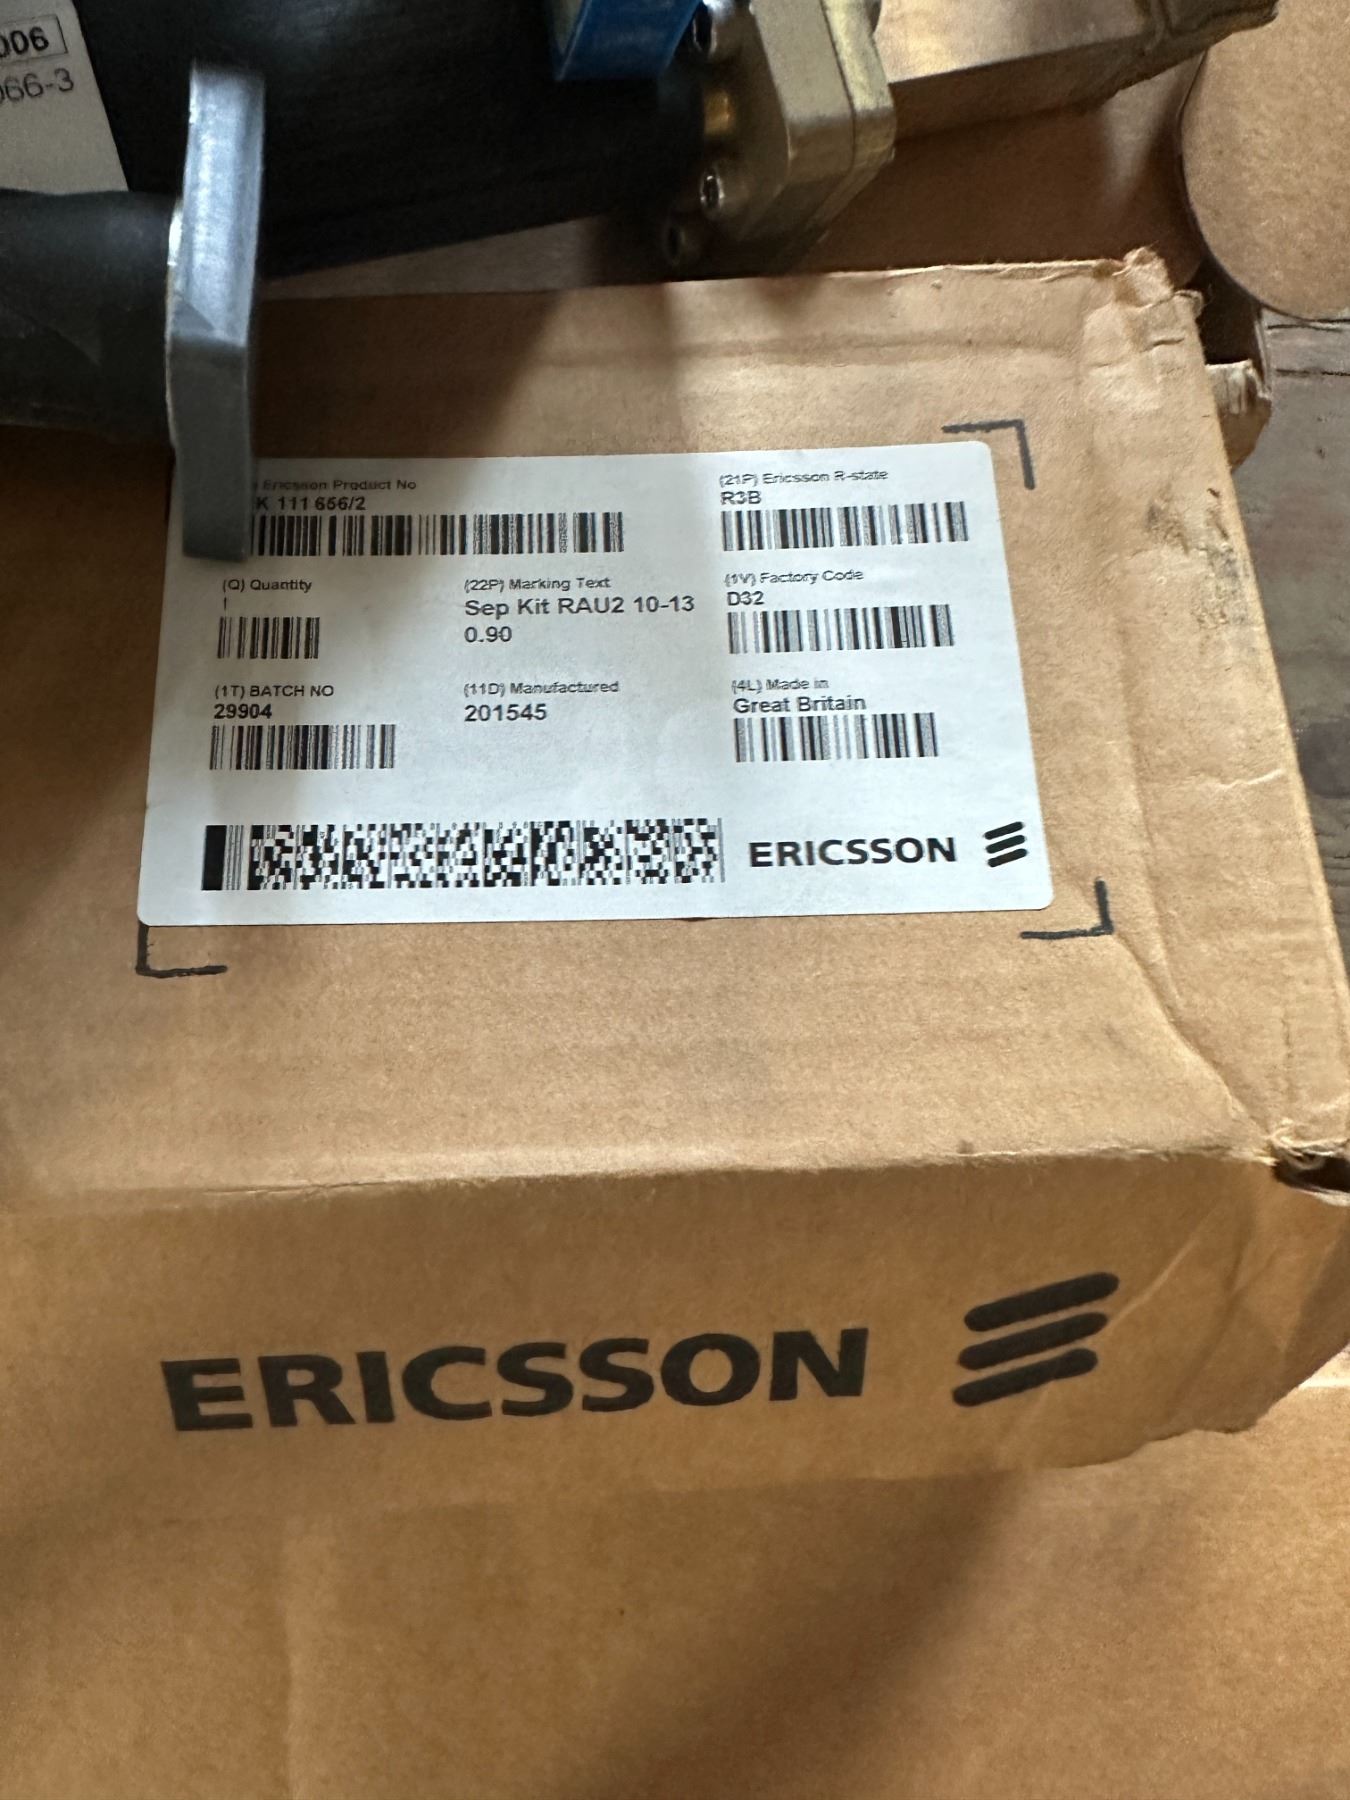 006
066-3
Ericsson Product No
K 111 656/2
(21P) Ericsson R-state
R3B
(Q) Quantity
1
(22P) Marking Text
Sep Kit RAU2 10-13
0.90
(1V) Factory Code
D32
(1T) BATCH NO
29904
(11D) Manufactured
201545
(4L) Made in
Great Britain
ERICSSON
ERICSSON